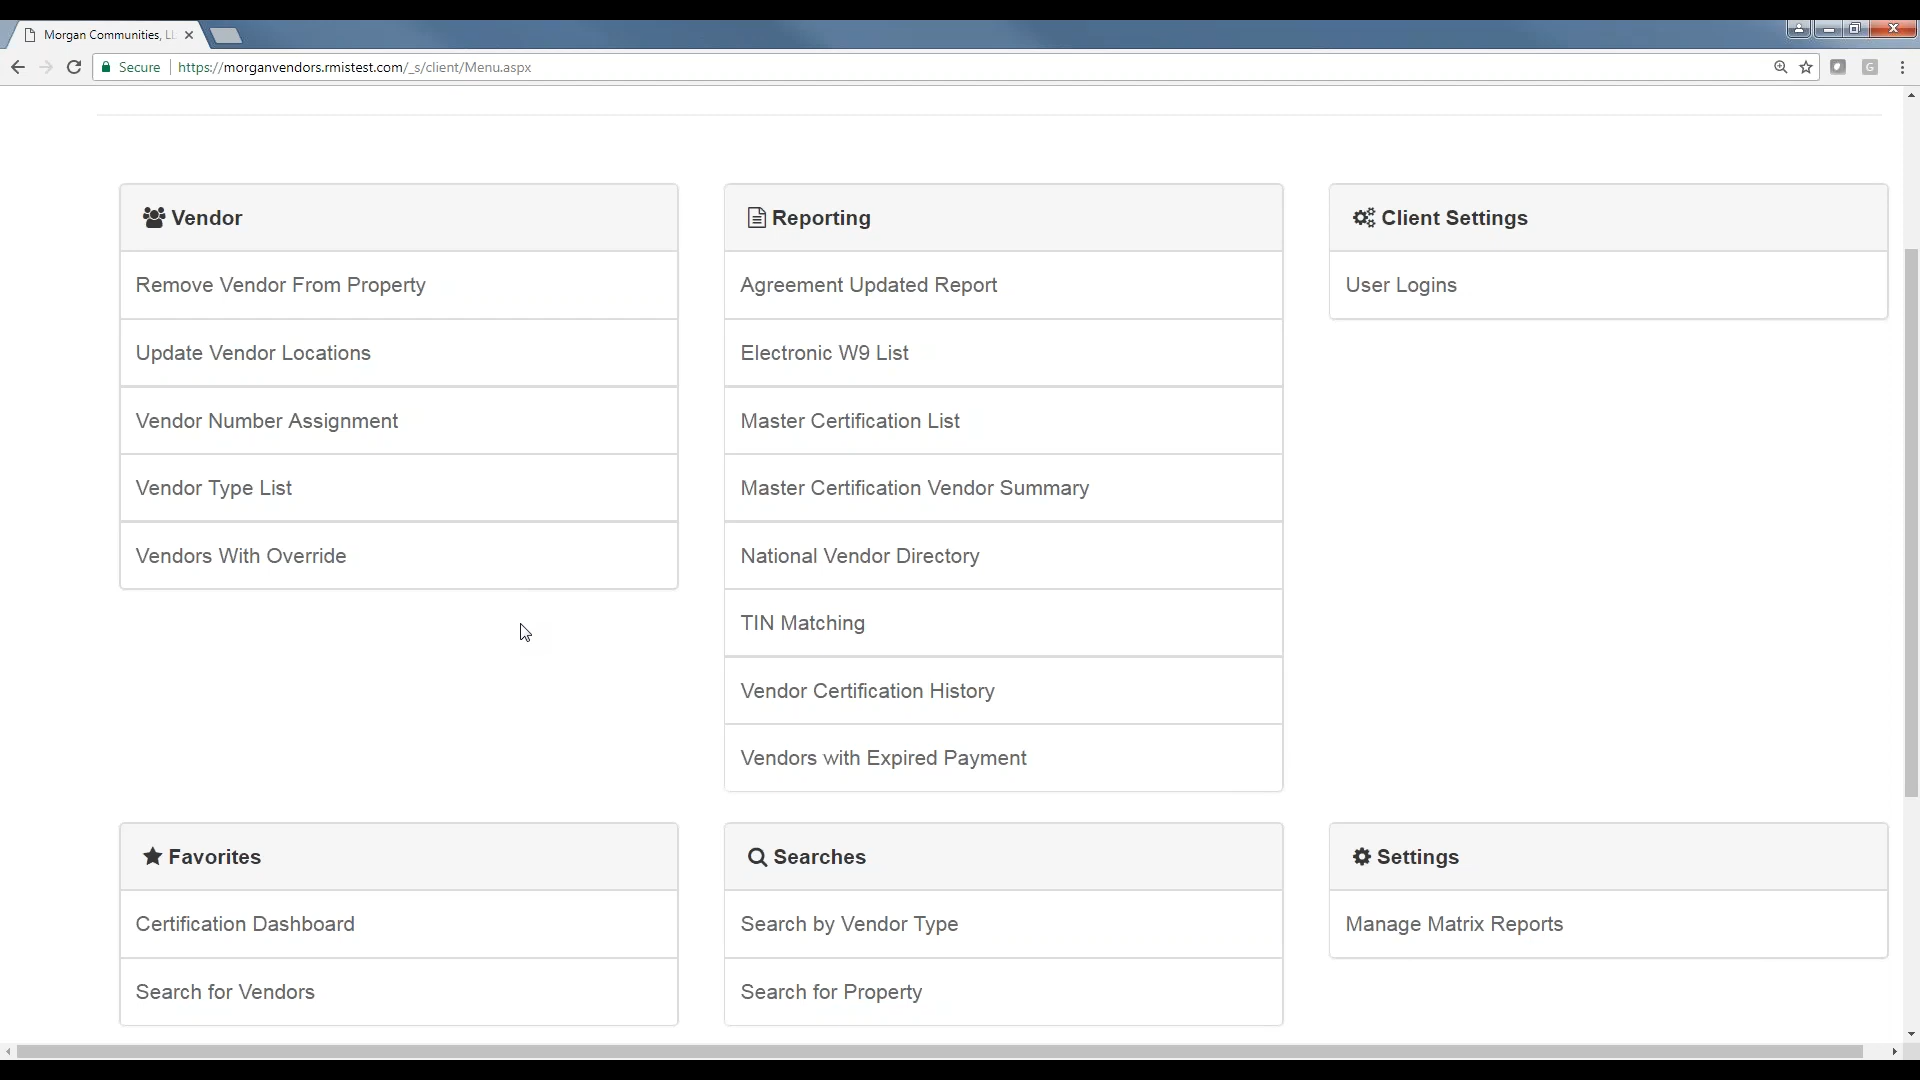 Morgan Communities, LL
Secure https://morganvendors.rmistest.com/_s/client/Menu.aspx
G
Vendor
Remove Vendor From Property
Update Vendor Locations
Vendor Number Assignment
Vendor Type List
Vendors With Override
Reporting
Agreement Updated Report
Electronic W9 List
Master Certification List
Master Certification Vendor Summary
National Vendor Directory
TIN Matching
Vendor Certification History
Vendors with Expired Payment
Client Settings
User Logins
Favorites
Certification Dashboard
Search for Vendors
Searches
Search by Vendor Type
Search for Property
Settings
Manage Matrix Reports